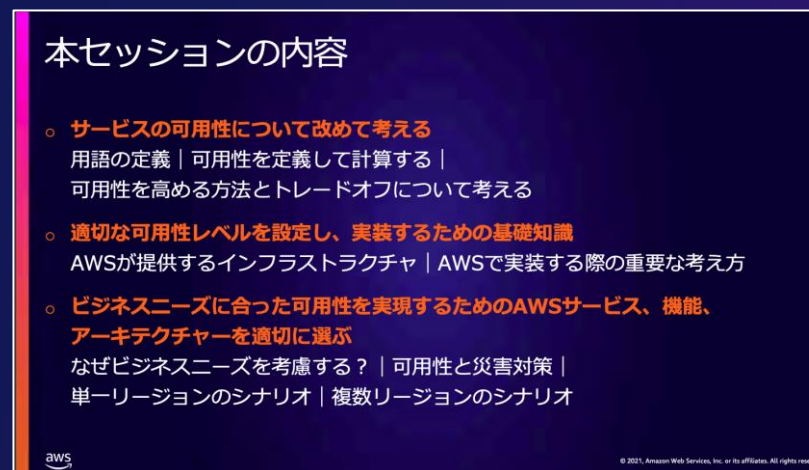 本セッションの内容
○ サービスの可用性について改めて考える
用語の定義｜可用性を定義して計算する｜
可用性を高める方法とトレードオフについて考える
○ 適切な可用性レベルを設定し、実装するための基礎知識
AWSが提供するインフラストラクチャ｜AWSで実装する際の重要な考え方
○ ビジネスニーズに合った可用性を実現するためのAWSサービス、機能、
アーキテクチャーを適切に選ぶ
なぜビジネスニーズを考慮する？｜可用性と災害対策｜
単一リージョンのシナリオ｜複数リージョンのシナリオ
aws
© 2021, Amazon Web Services, Inc. or its affiliates. All rights rese